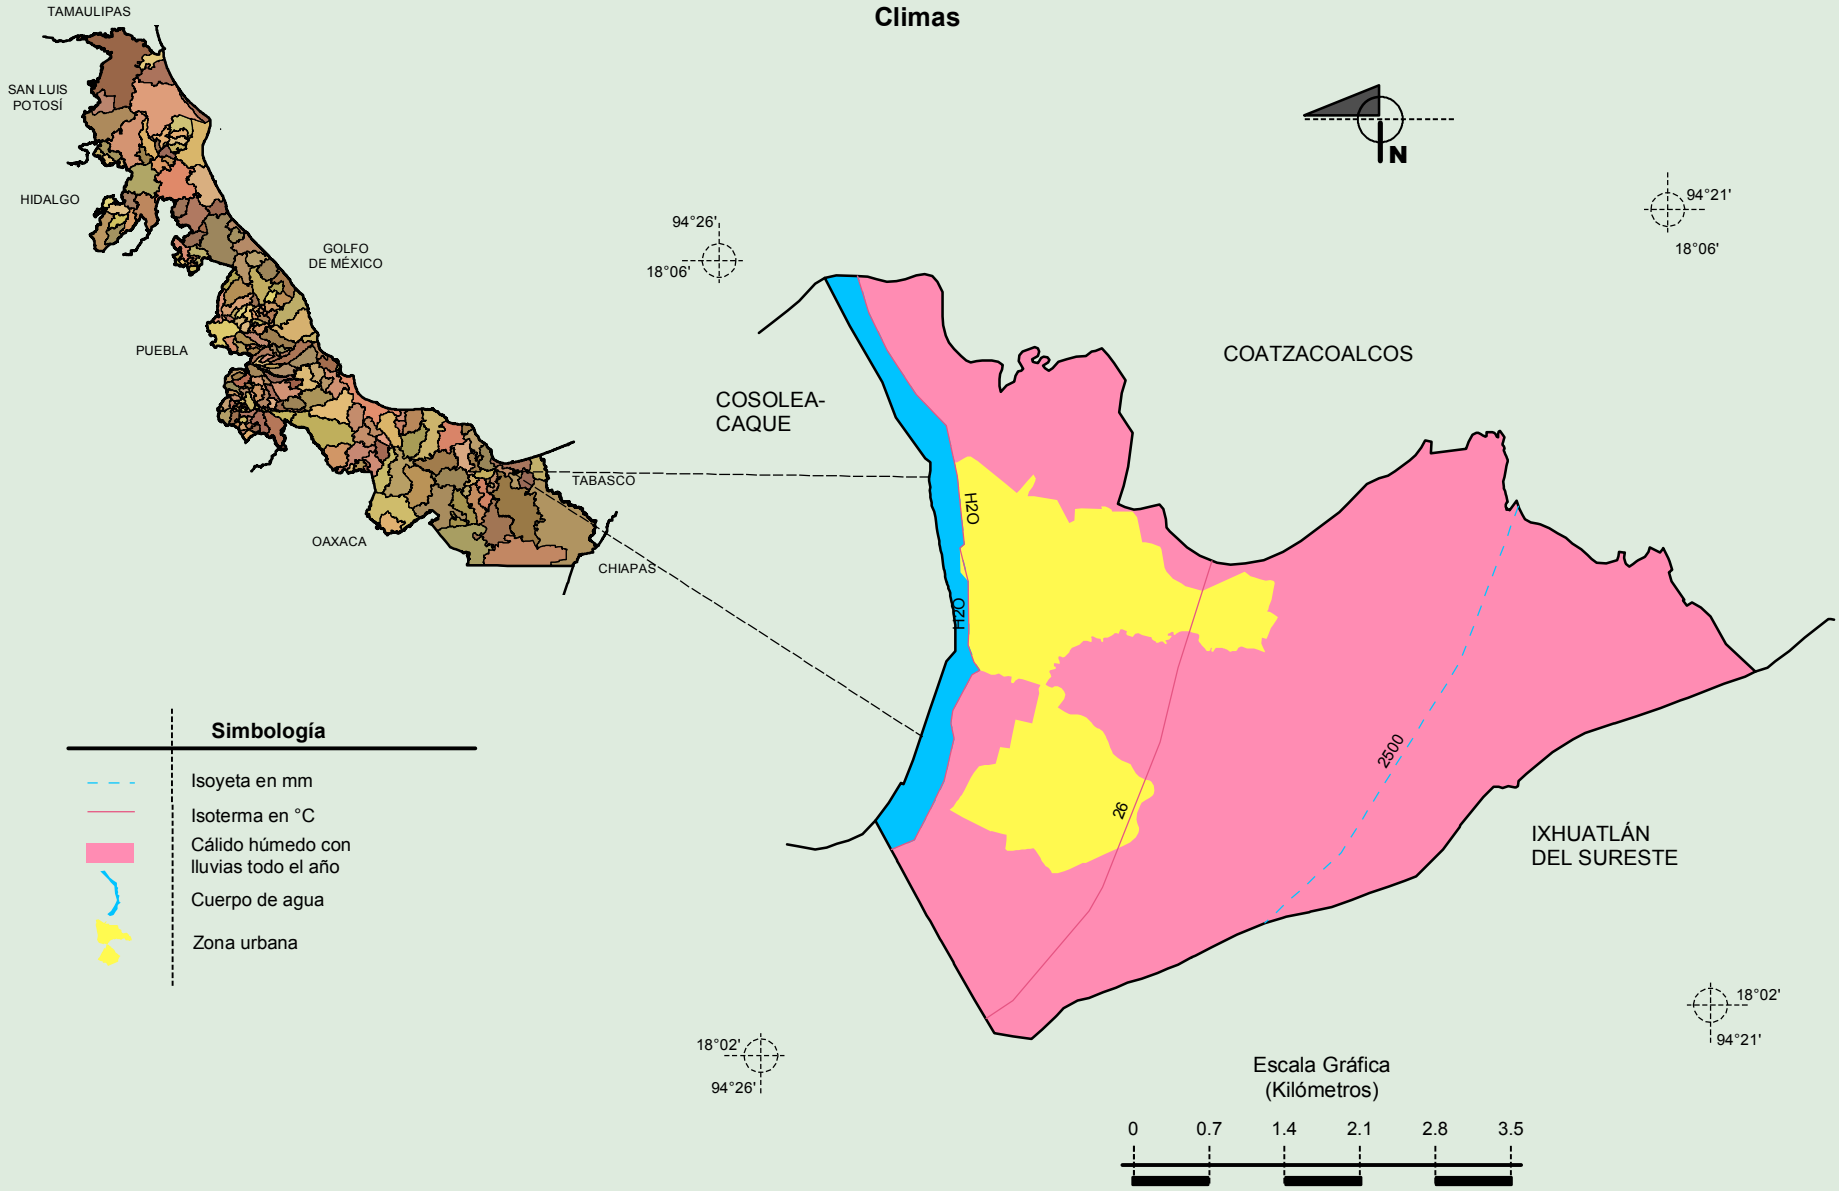 Climas
TAMAULIPAS
SAN LUIS
POTOSÍ
HIDALGO
GOLFO
DE MÉXICO
PUEBLA
OAXACA
TABASCO
CHIAPAS
N
94°26'
18°06'
94°21'
18°06'
COSOLEA-
CAQUE
COATZACOALCOS
H2O
H2O
2500
26
IXHUATLÁN
DEL SURESTE
18°02'
94°26'
18°02'
94°21'
Simbología
Isoyeta en mm
Isoterma en °C
Cálido húmedo con
lluvias todo el año
Cuerpo de agua
Zona urbana
Escala Gráfica
(Kilómetros)
0 0.7 1.4 2.1 2.8 3.5